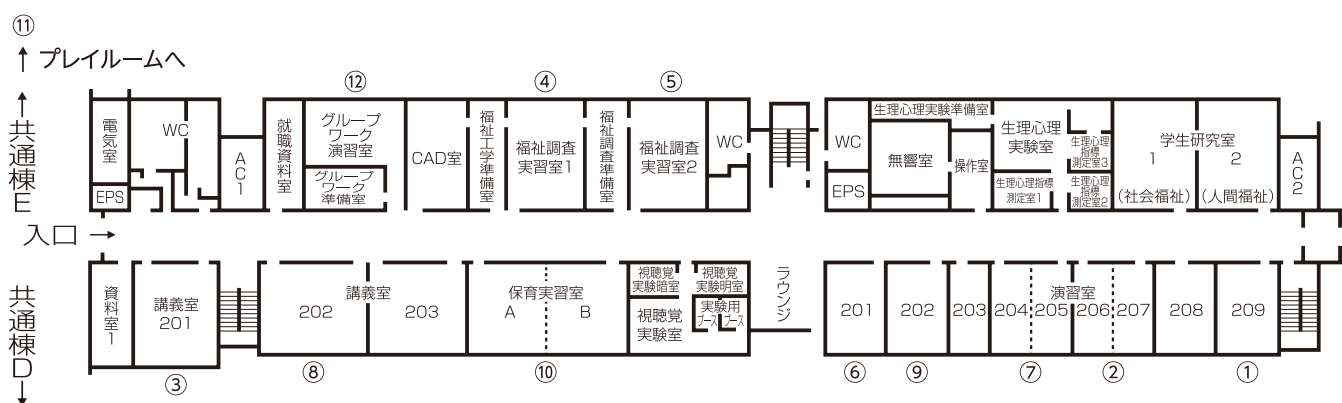 ⑪
プレイルームへ
共通棟E
入口
共通棟D
⑫
④
⑤
電気室
WC
EPS
AC1
就職資料室
グループ
ワーク
演習室
グループ
ワーク
準備室
CAD室
福祉工学準備室
福祉調査
実習室1
福祉調査準備室
福祉調査
実習室2
WC
WC
EPS
生理心理実験準備室
無響室
操作室
生理心理
実験室
生理心理指標
測定室1
生理心理
指標
測定室3
生理心理
指標
測定室2
学生研究室
1 2
(社会福祉) (人間福祉)
AC2
資料室1
講義室
201
講義室
202 203
保育実習室
A B
視聴覚
実験暗室
視聴覚
実験明室
視聴覚
実験室
実験用
ブース ブース
ラウンジ
演習室
201 202 203 204 205 206 207 208 209
③
⑧
⑩
⑥
⑨
⑦
②
①